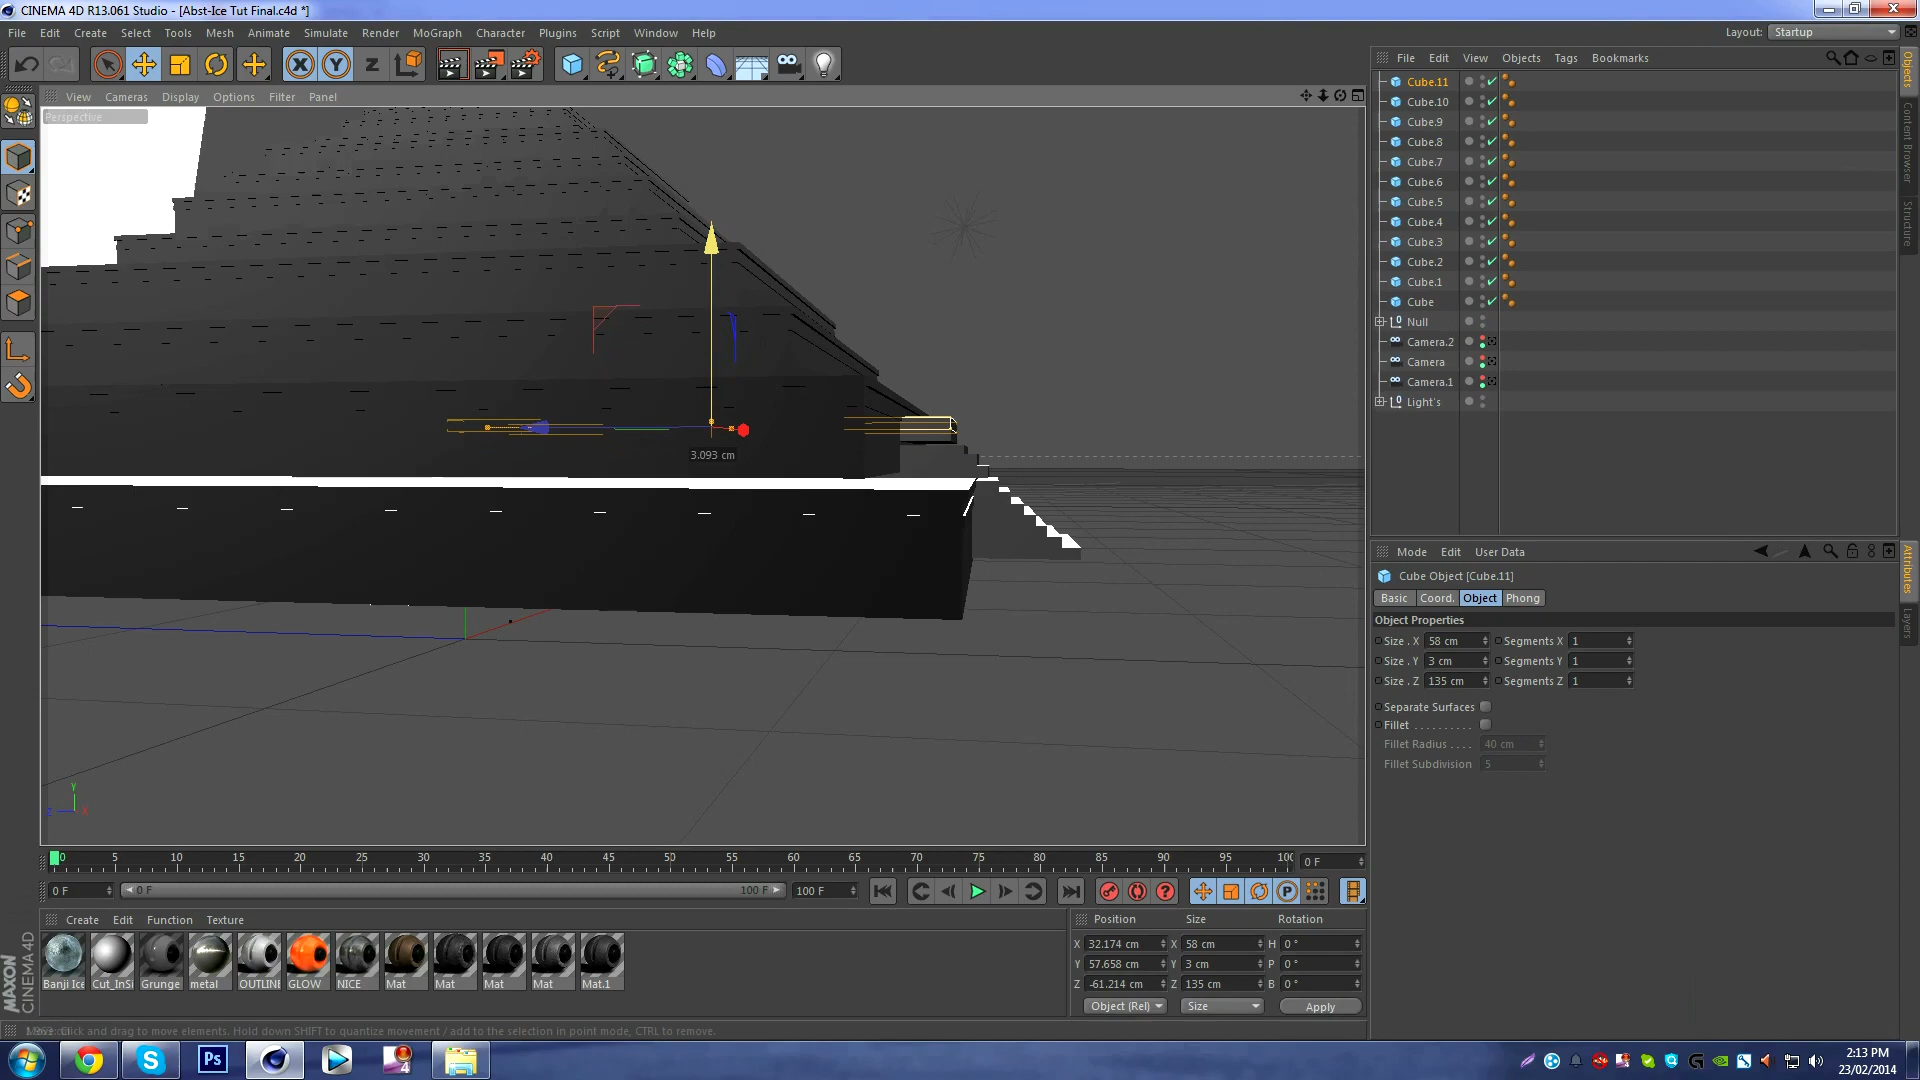 CINEMA 4D R13.061 Studio - [Abst-Ice Tut Final.c4d *]
File Edit Create Select Tools Mesh Animate Simulate Render MoGraph Character Plugins Script Window Help
Layout: Startup
View Cameras Display Options Filter Panel
Perspective
3.093 cm
File Edit View Objects Tags Bookmarks
Cube.11
Cube.10
Cube.9
Cube.8
Cube.7
Cube.6
Cube.5
Cube.4
Cube.3
Cube.2
Cube.1
Cube
Null
Camera.2
Camera
Camera.1
Light's
Objects
Content Browser
Structure
Mode Edit User Data
Cube Object [Cube.11]
Basic Coord. Object Phong
Object Properties
Size . X 58 cm Segments X 1
Size . Y 3 cm Segments Y 1
Size . Z 135 cm Segments Z 1
Separate Surfaces
Fillet . . . . . . . . . .
Fillet Radius . . . . 40 cm
Fillet Subdivision 5
Attributes
Layers
Y
Z X
0 5 10 15 20 25 30 35 40 45 50 55 60 65 70 75 80 85 90 95 100
0 F
0 F 0 F 100 F 100 F
Create Edit Function Texture
Banji Ice Cut_InSi Grunge metal OUTLINE GLOW NICE Mat Mat Mat Mat Mat.1
Position Size Rotation
X 32.174 cm X 58 cm H 0 °
Y 57.658 cm Y 3 cm P 0 °
Z -61.214 cm Z 135 cm B 0 °
Object (Rel) Size Apply
MAXON
CINEMA 4D
click and drag to move elements. Hold down SHIFT to quantize movement / add to the selection in point mode, CTRL to remove.
2:13 PM
23/02/2014